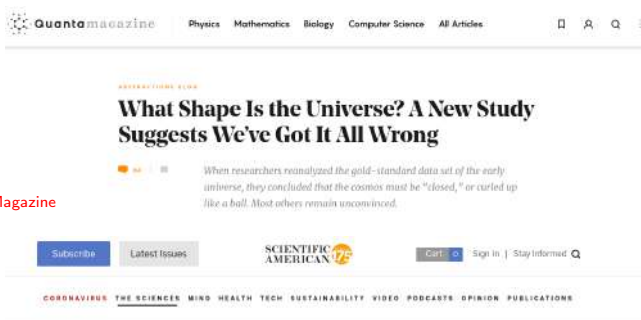 Quantamagazine Physics Mathematics Biology Computer Science All Articles
ABSTRACTIONS BLOG
What Shape Is the Universe? A New Study
Suggests We've Got It All Wrong
When researchers reanalyzed the gold-standard data set of the early
universe, they concluded that the cosmos must be "closed," or curled up
like a ball. Most others remain unconvinced.
Magazine
Subscribe Latest Issues SCIENTIFIC AMERICAN 175 Cart 0 Sign In | Stay Informed
CORONAVIRUS THE SCIENCES MIND HEALTH TECH SUSTAINABILITY VIDEO PODCASTS OPINION PUBLICATIONS